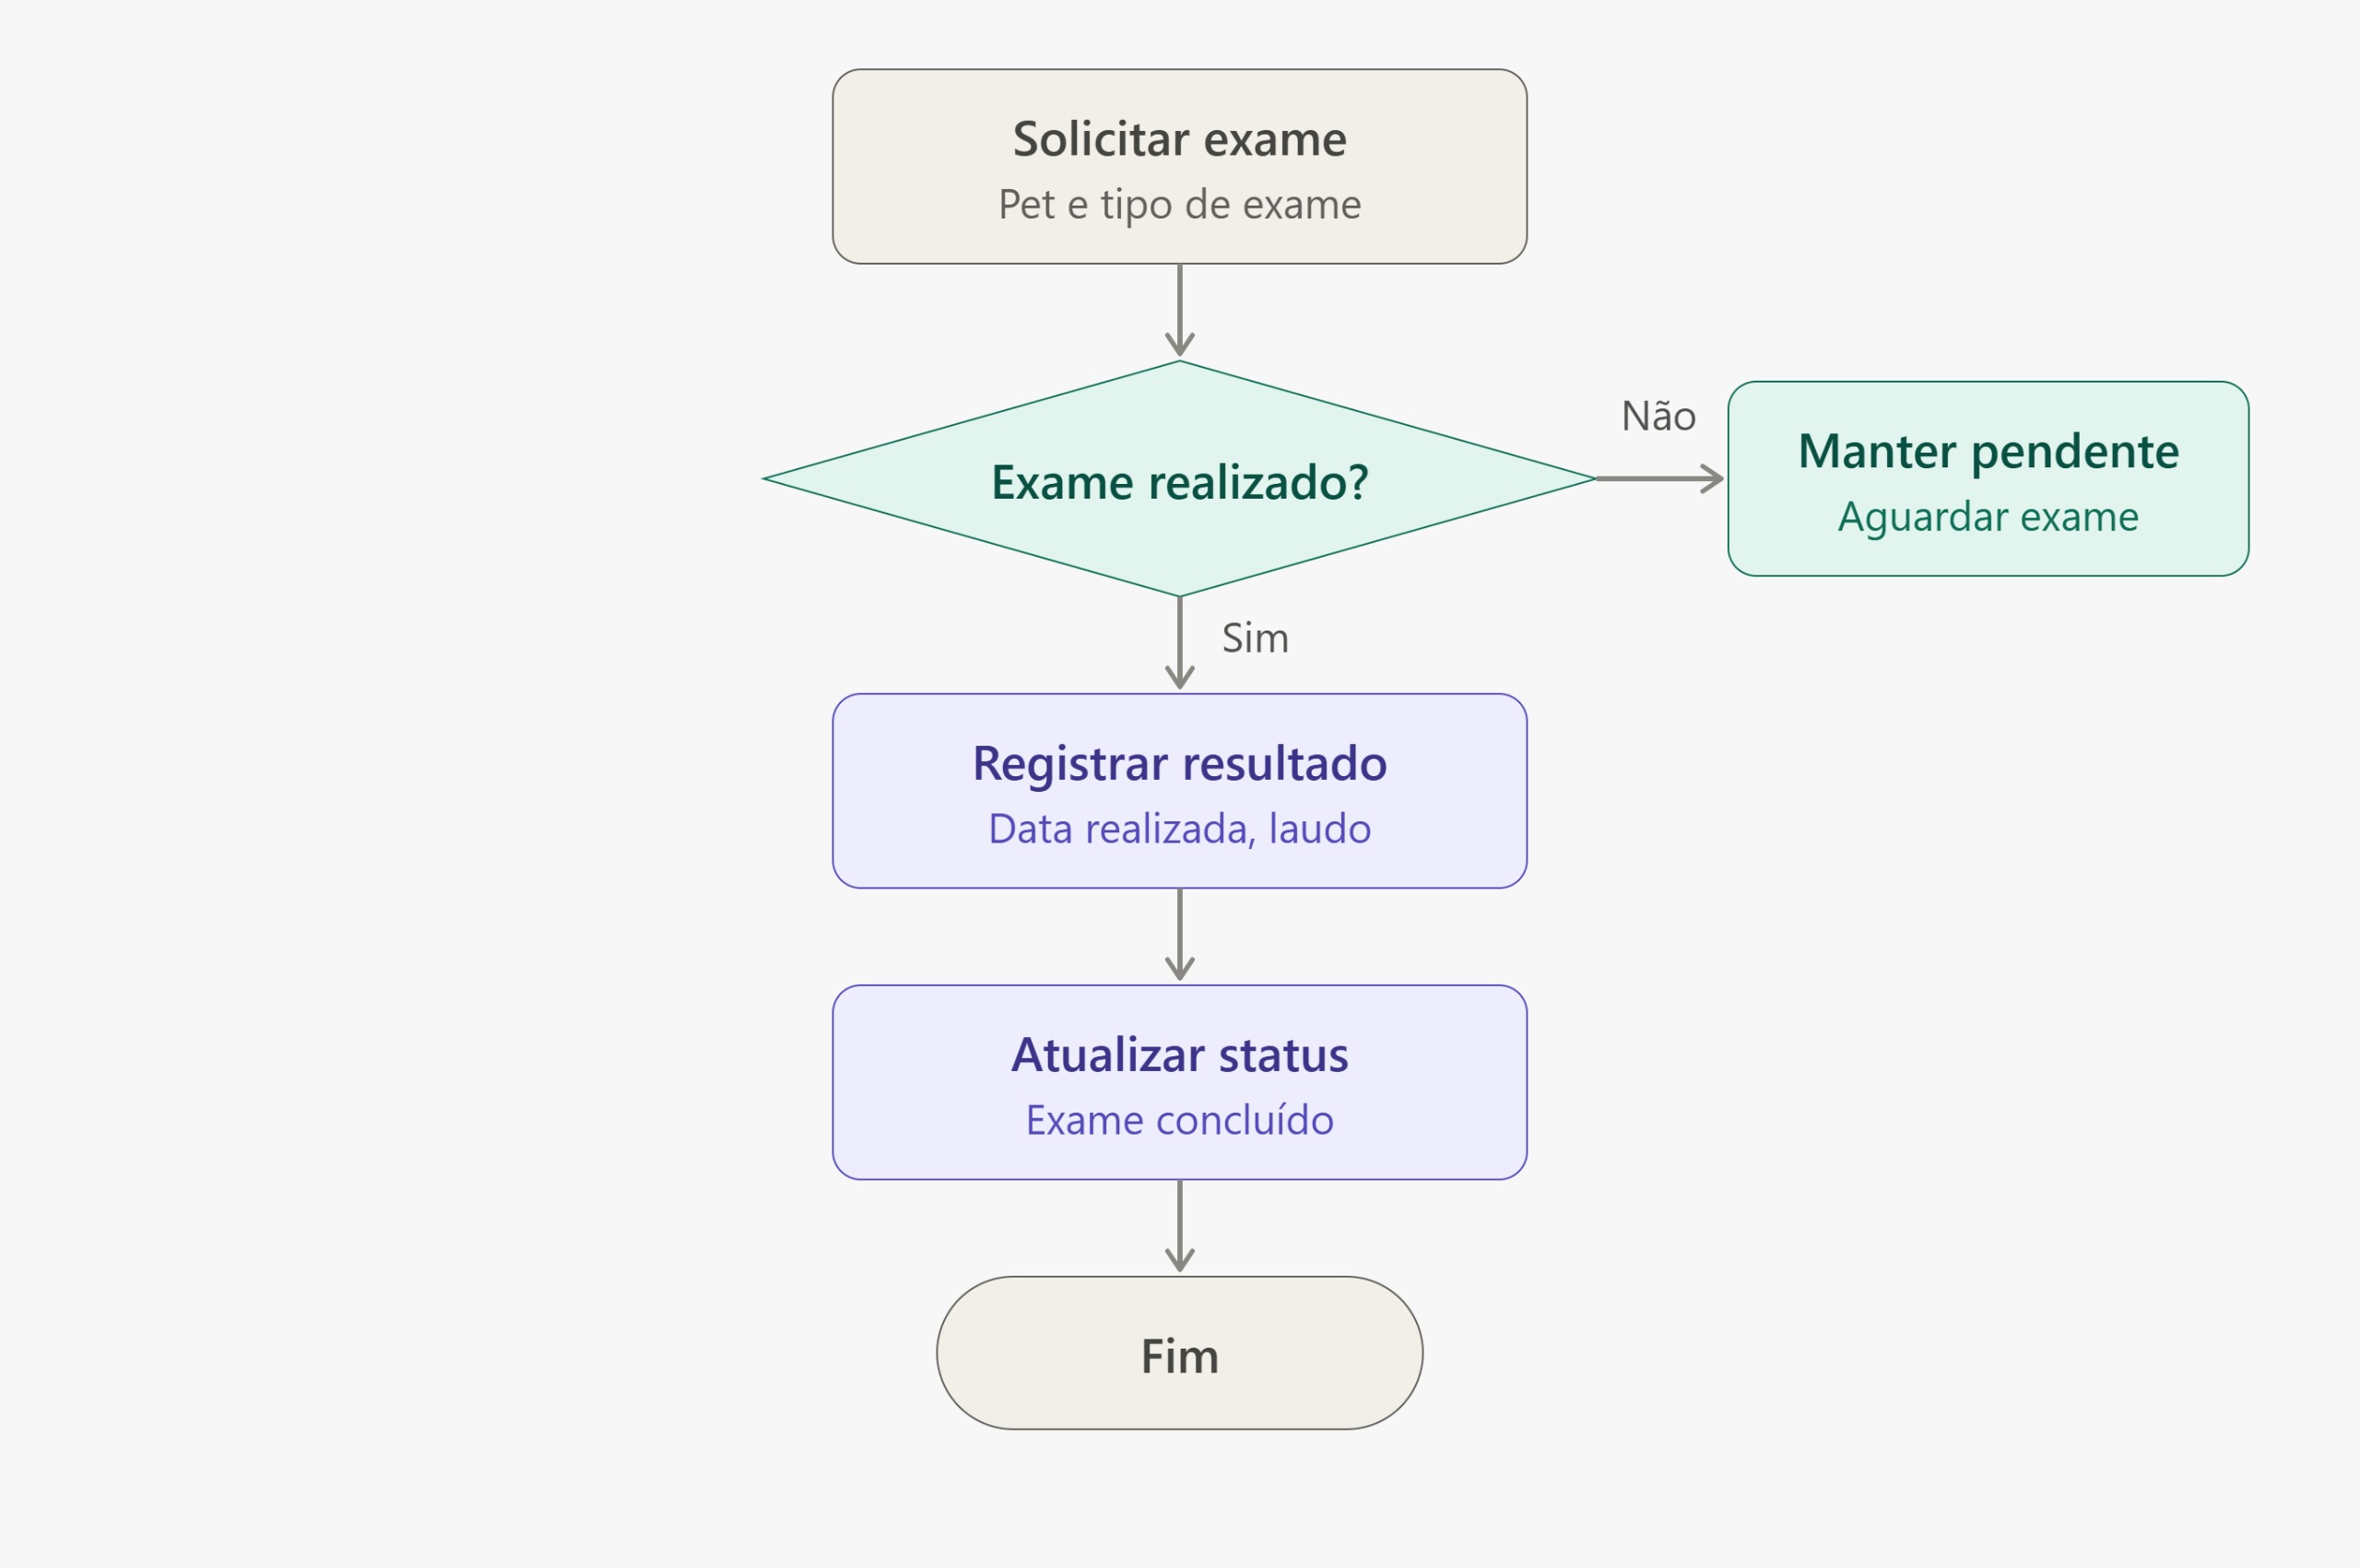 Solicitar exame
Pet e tipo de exame
Exame realizado?
Não
Manter pendente
Aguardar exame
Sim
Registrar resultado
Data realizada, laudo
Atualizar status
Exame concluído
Fim